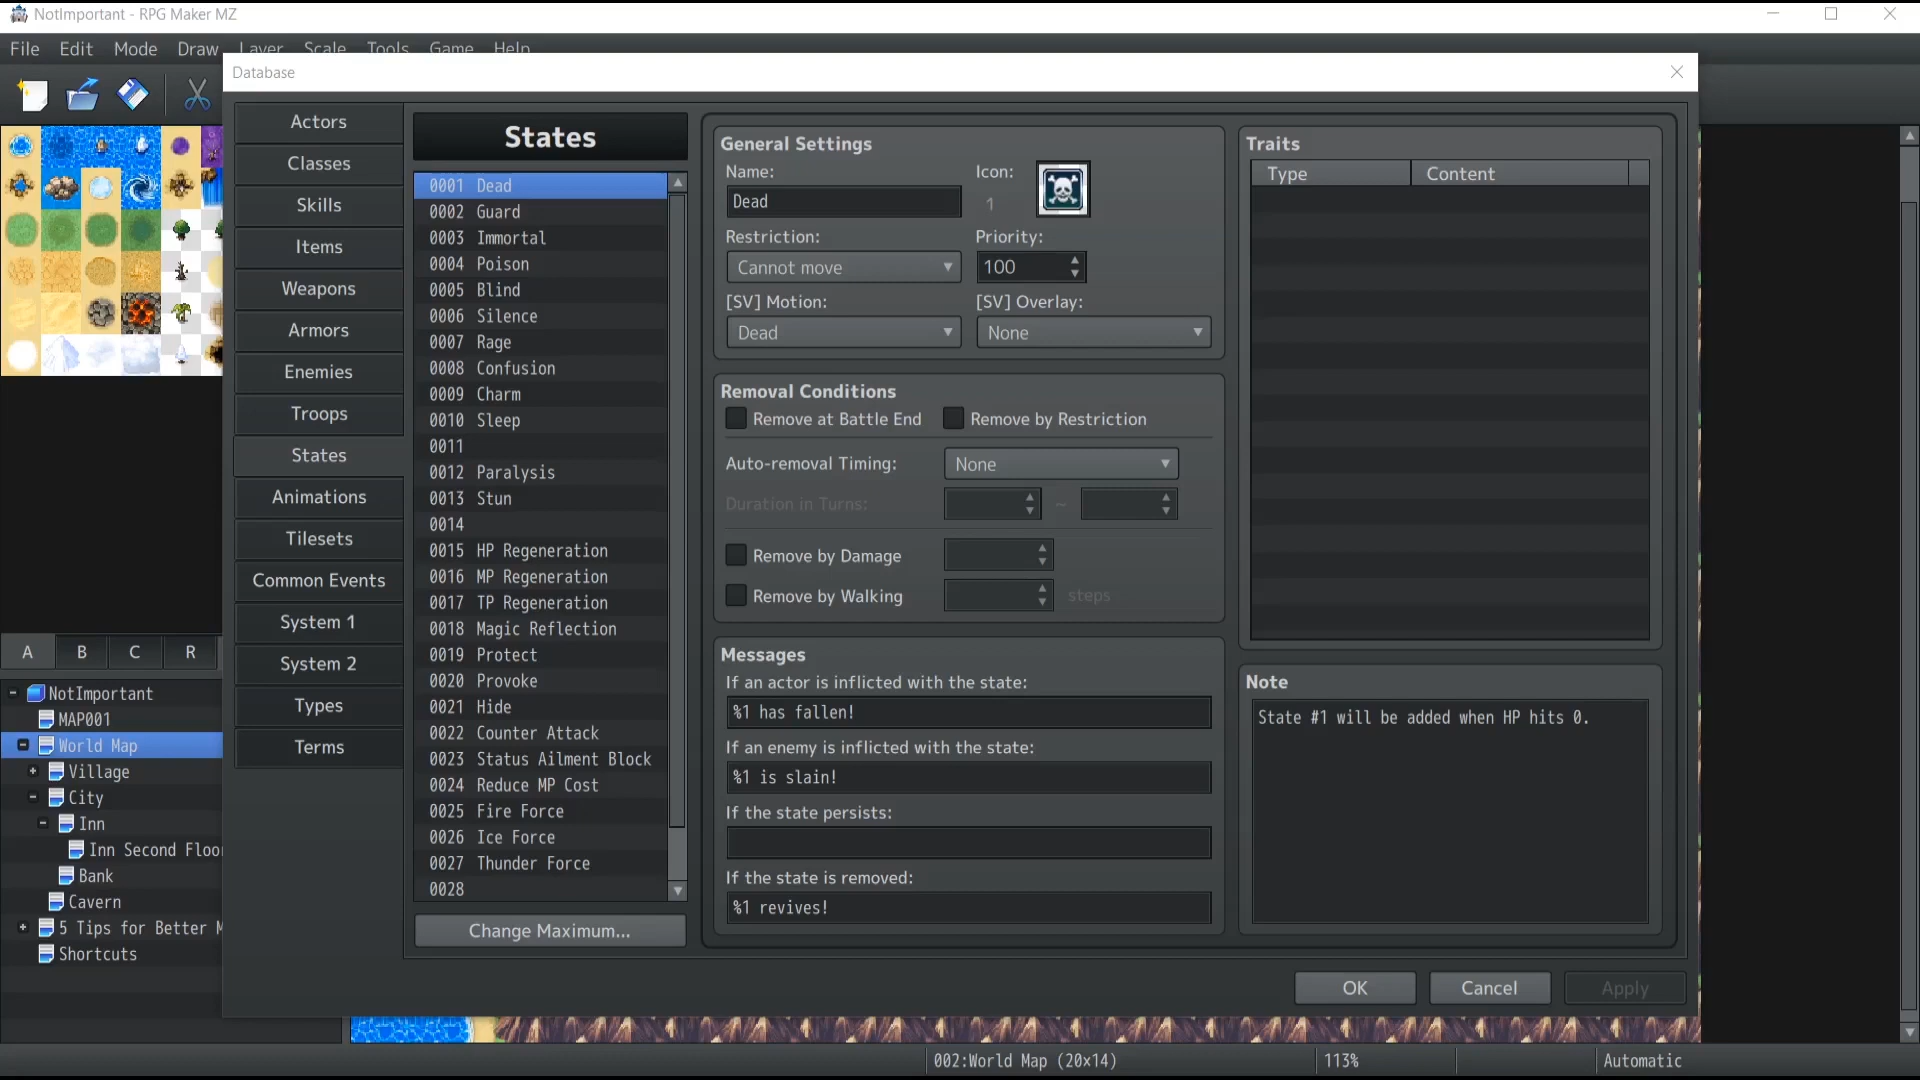 NotImportant - RPG Maker MZ
File Edit Mode Draw Layer Scale Tools Game Help
Database
Actors
Classes
Skills
Items
Weapons
Armors
Enemies
Troops
States
Animations
Tilesets
Common Events
System 1
System 2
Types
Terms
A B C R
NotImportant
MAP001
World Map
Village
City
Inn
Inn Second Floor
Bank
Cavern
5 Tips for Better M
Shortcuts
States
0001 Dead
0002 Guard
0003 Immortal
0004 Poison
0005 Blind
0006 Silence
0007 Rage
0008 Confusion
0009 Charm
0010 Sleep
0011
0012 Paralysis
0013 Stun
0014
0015 HP Regeneration
0016 MP Regeneration
0017 TP Regeneration
0018 Magic Reflection
0019 Protect
0020 Provoke
0021 Hide
0022 Counter Attack
0023 Status Ailment Block
0024 Reduce MP Cost
0025 Fire Force
0026 Ice Force
0027 Thunder Force
0028
Change Maximum...
General Settings
Name: Icon:
Dead 1
Restriction: Priority:
Cannot move 100
[SV] Motion: [SV] Overlay:
Dead None
Removal Conditions
Remove at Battle End Remove by Restriction
Auto-removal Timing: None
Duration in Turns: ~
Remove by Damage
Remove by Walking steps
Messages
If an actor is inflicted with the state:
%1 has fallen!
If an enemy is inflicted with the state:
%1 is slain!
If the state persists:
If the state is removed:
%1 revives!
Traits
Type Content
Note
State #1 will be added when HP hits 0.
OK Cancel Apply
002:World Map (20×14) 113% Automatic